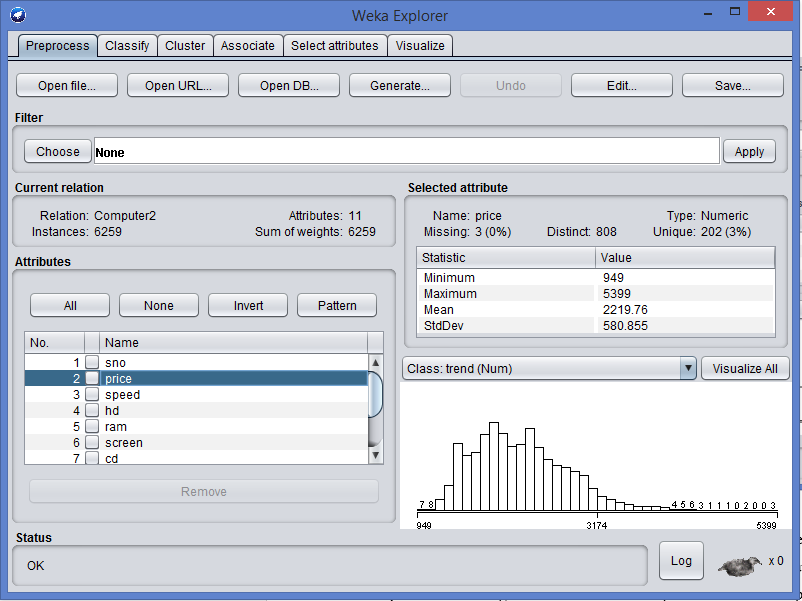 Weka Explorer
Preprocess Classify Cluster Associate Select attributes Visualize
Open file... Open URL... Open DB... Generate... Undo Edit... Save...
Filter
Choose None Apply
Current relation
Relation: Computer2 Attributes: 11
Instances: 6259 Sum of weights: 6259
Attributes
All None Invert Pattern
No. Name
1 sno
2 price
3 speed
4 hd
5 ram
6 screen
7 cd
Remove
Selected attribute
Name: price Type: Numeric
Missing: 3 (0%) Distinct: 808 Unique: 202 (3%)
Statistic Value
Minimum 949
Maximum 5399
Mean 2219.76
StdDev 580.855
Class: trend (Num) Visualize All
7 8 4 5 6 3 1 1 1 0 2 0 0 3
949 3174 5399
Status
OK
Log x 0